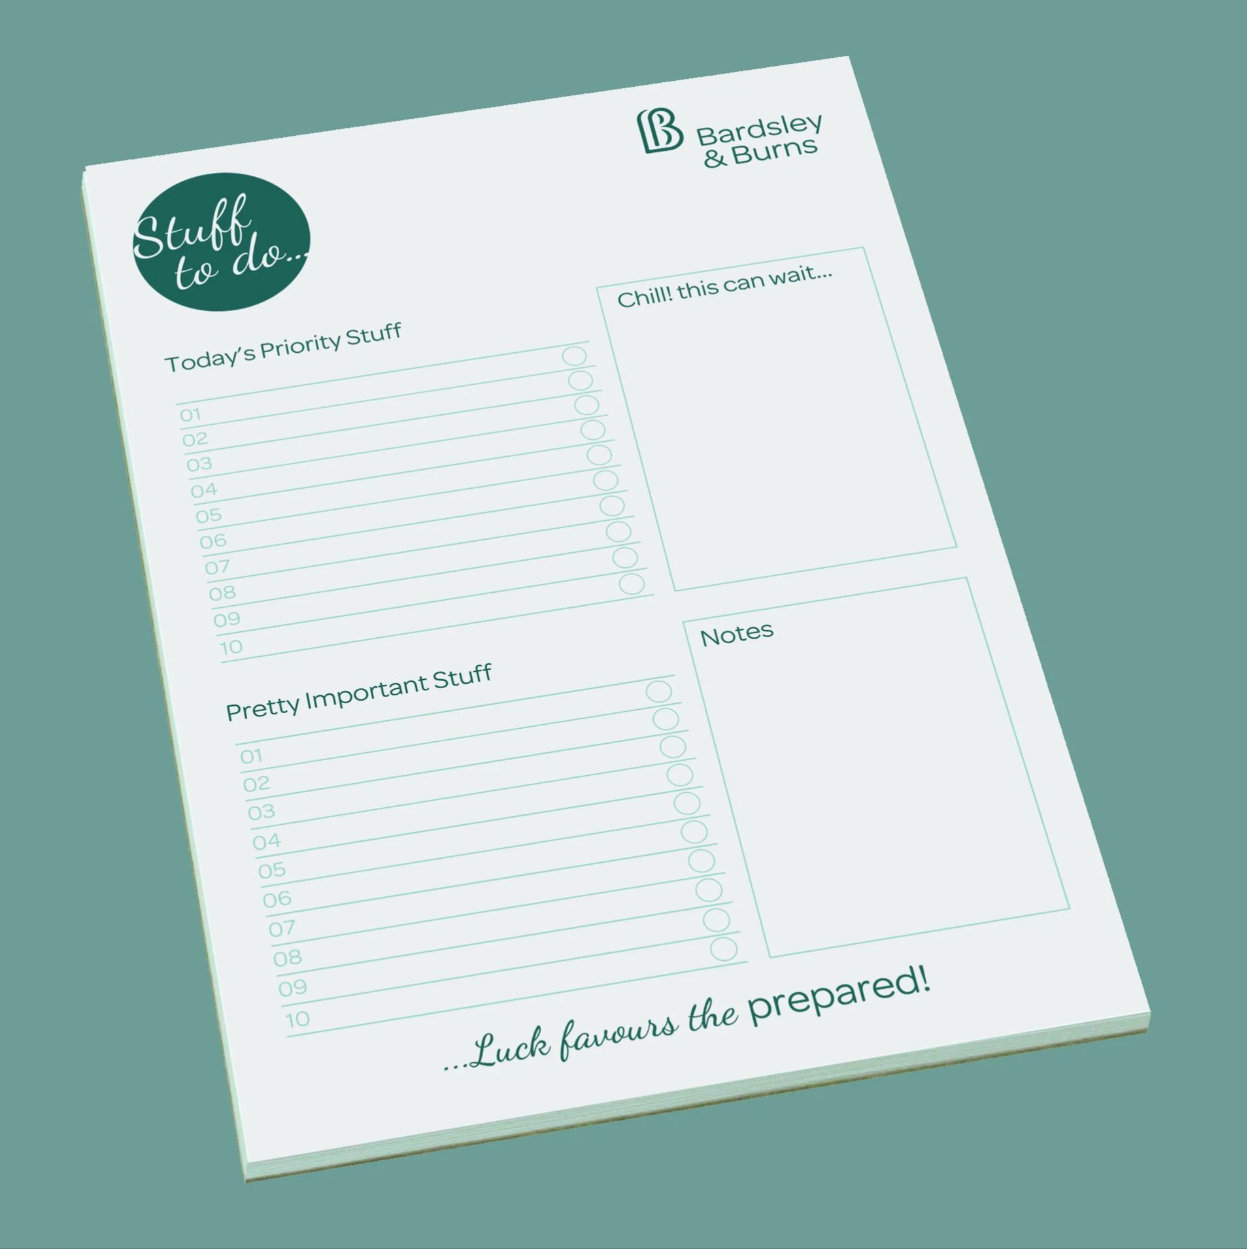 Bardsley
& Burns
Stuff
to do...
Today's Priority Stuff
01
02
03
04
05
06
07
08
09
10
Chill! this can wait...
Pretty Important Stuff
01
02
03
04
05
06
07
08
09
10
Notes
...Luck favours the prepared!